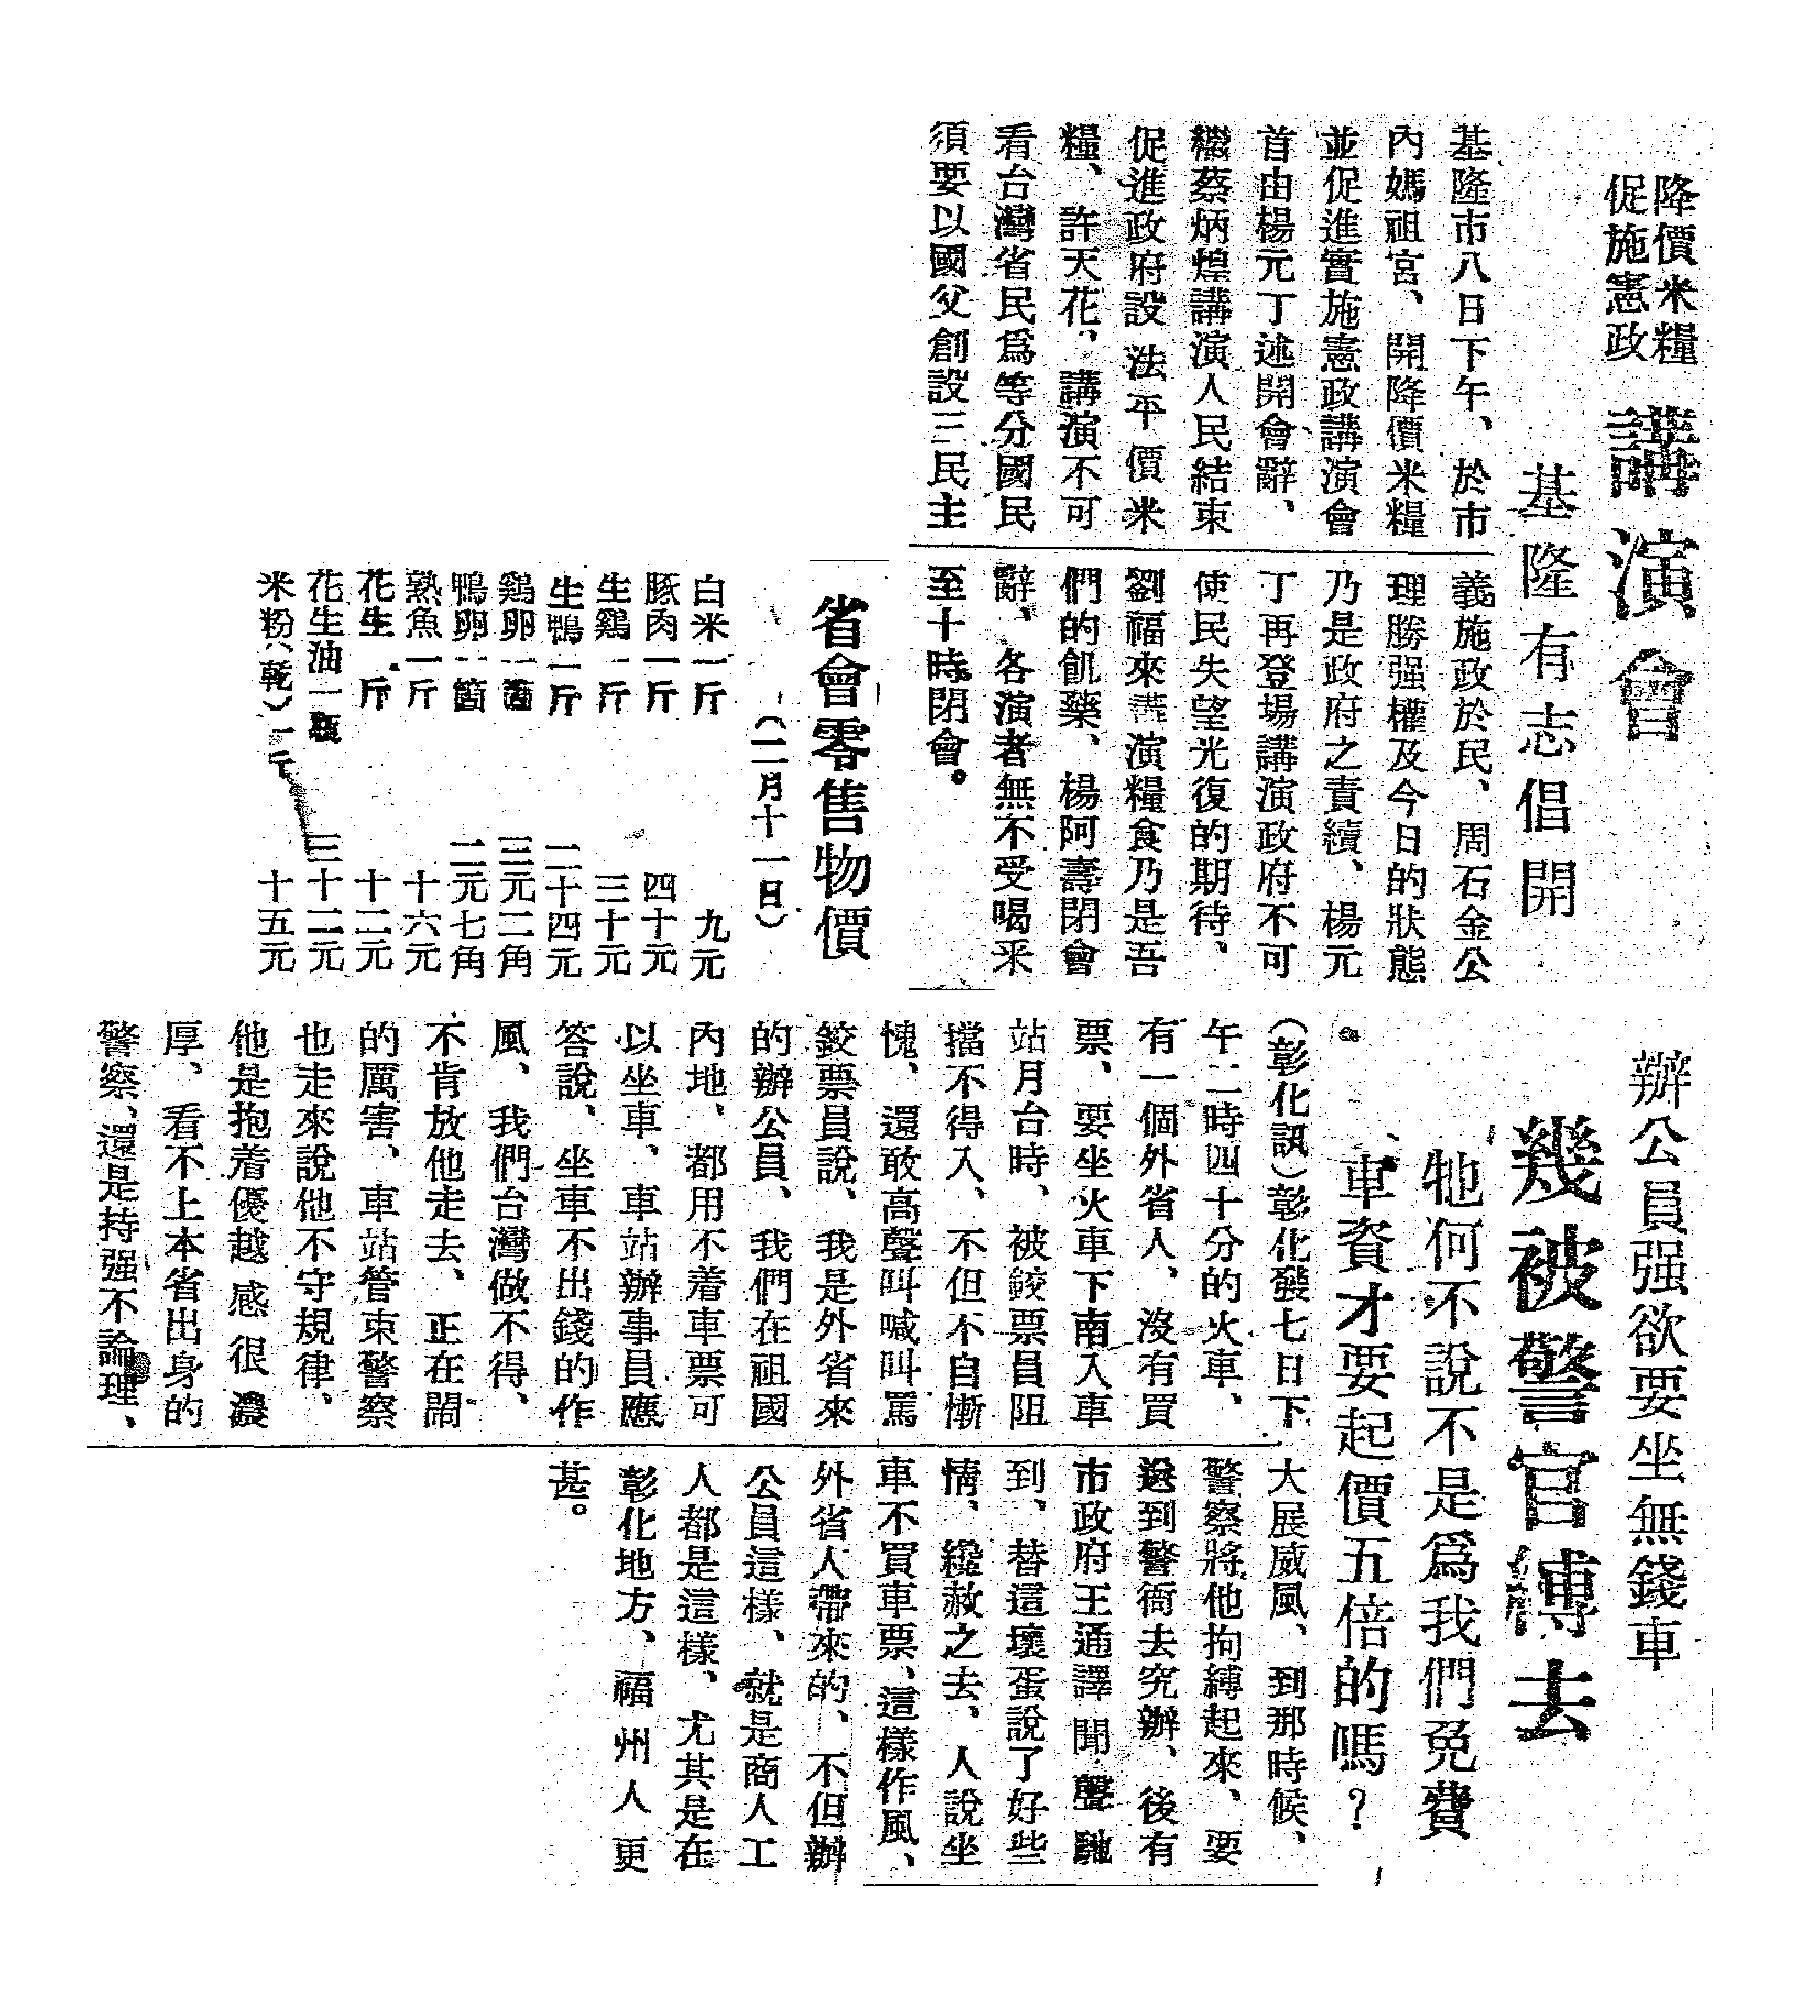 降價米糧
促施憲政
講演會
基隆有志倡開
基隆市八日下午、於市
內媽祖宮、開降價米糧
並促進實施憲政講演會
首由楊元丁述開會辭、
繼蔡炳煌講演人民結束
促進政府設法平價米
糧、許天花、講演不可
看台灣省民爲等分國民
須要以國父創設三民主
義施政於民、周石金公
理勝强權及今日的狀態
乃是政府之責續、楊元
丁再登場講演政府不可
使民失望光復的期待、
劉福來講演糧食乃是吾
們的飢藥、楊阿壽閉會
辭、各演者無不受喝釆
至十時閉會。
省會零售物價
（二月十一日）
白米一斤 九元
豚肉一斤 四十元
生鷄一斤 三十元
生鴨一斤 二十四元
鷄卵一箇 三元二角
鴨卵一箇 二元七角
熟魚一斤 十六元
花生 斤 十二元
花生油一瓶 三十二元
米粉（乾）一斤 十五元
辦公員强欲要坐無錢車
幾被警官縛去
牠何不說不是爲我們免費
車資才要起價五倍的嗎？
（彰化訊）彰化發七日下
午二時四十分的火車、
有一個外省人、沒有買
票、要坐火車下南入車
站月台時、被鉸票員阻
擋不得入、不但不自慚
愧、還敢高聲叫喊叫罵
鉸票員說、我是外省來
的辦公員、我們在祖國
內地、都用不着車票可
以坐車、車站辦事員應
答說、坐車不出錢的作
風、我們台灣做不得、
不肯放他走去、正在鬧
的厲害、車站管束警察
也走來說他不守規律、
他是抱着優越感很濃
厚、看不上本省出身的
警察、還是持强不論理、
大展威風、到那時候、
警察將他拘縛起來、要
送到警衙去究辦、後有
市政府王通譯聞聲馳
到、替這壞蛋說了好些
情、纔赦之去、人說坐
車不買車票、這樣作風、
外省人帶來的、不但辦
公員這樣、就是商人工
人都是這樣、尤其是在
彰化地方、福州人更
甚。